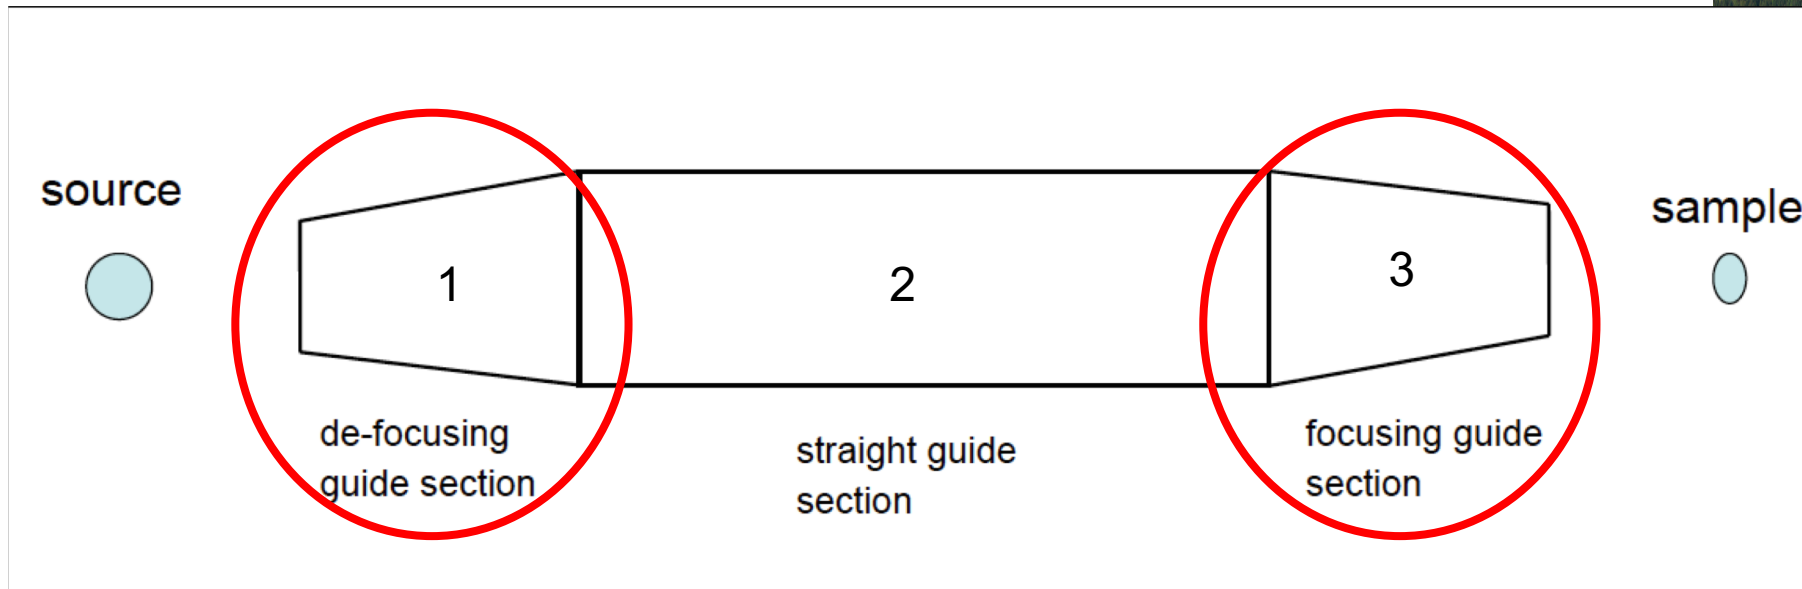 source
sample
1
2
3
de-focusing
guide section
straight guide
section
focusing guide
section